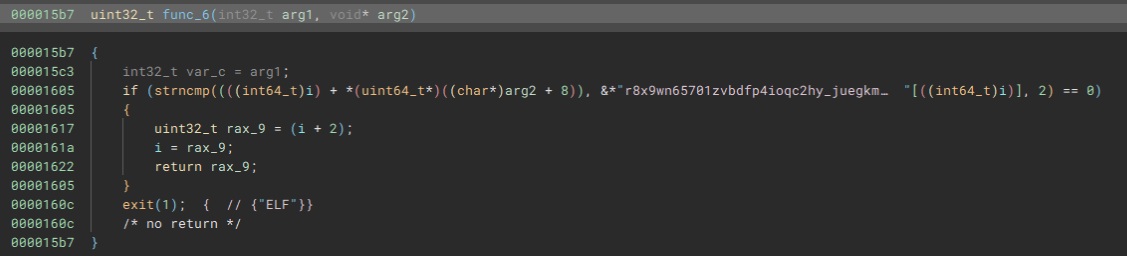 000015b7 uint32_t func_6(int32_t arg1, void* arg2)
000015b7 {
000015c3 int32_t var_c = arg1;
00001605 if (strncmp((((int64_t)i) + *(uint64_t*)((char*)arg2 + 8)), &*"r8x9wn65701zvbdfp4ioqc2hy_juegkm… "[((int64_t)i)], 2) == 0)
00001605 {
00001617 uint32_t rax_9 = (i + 2);
0000161a i = rax_9;
00001622 return rax_9;
00001605 }
0000160c exit(1); { // {"ELF"}}
0000160c /* no return */
000015b7 }